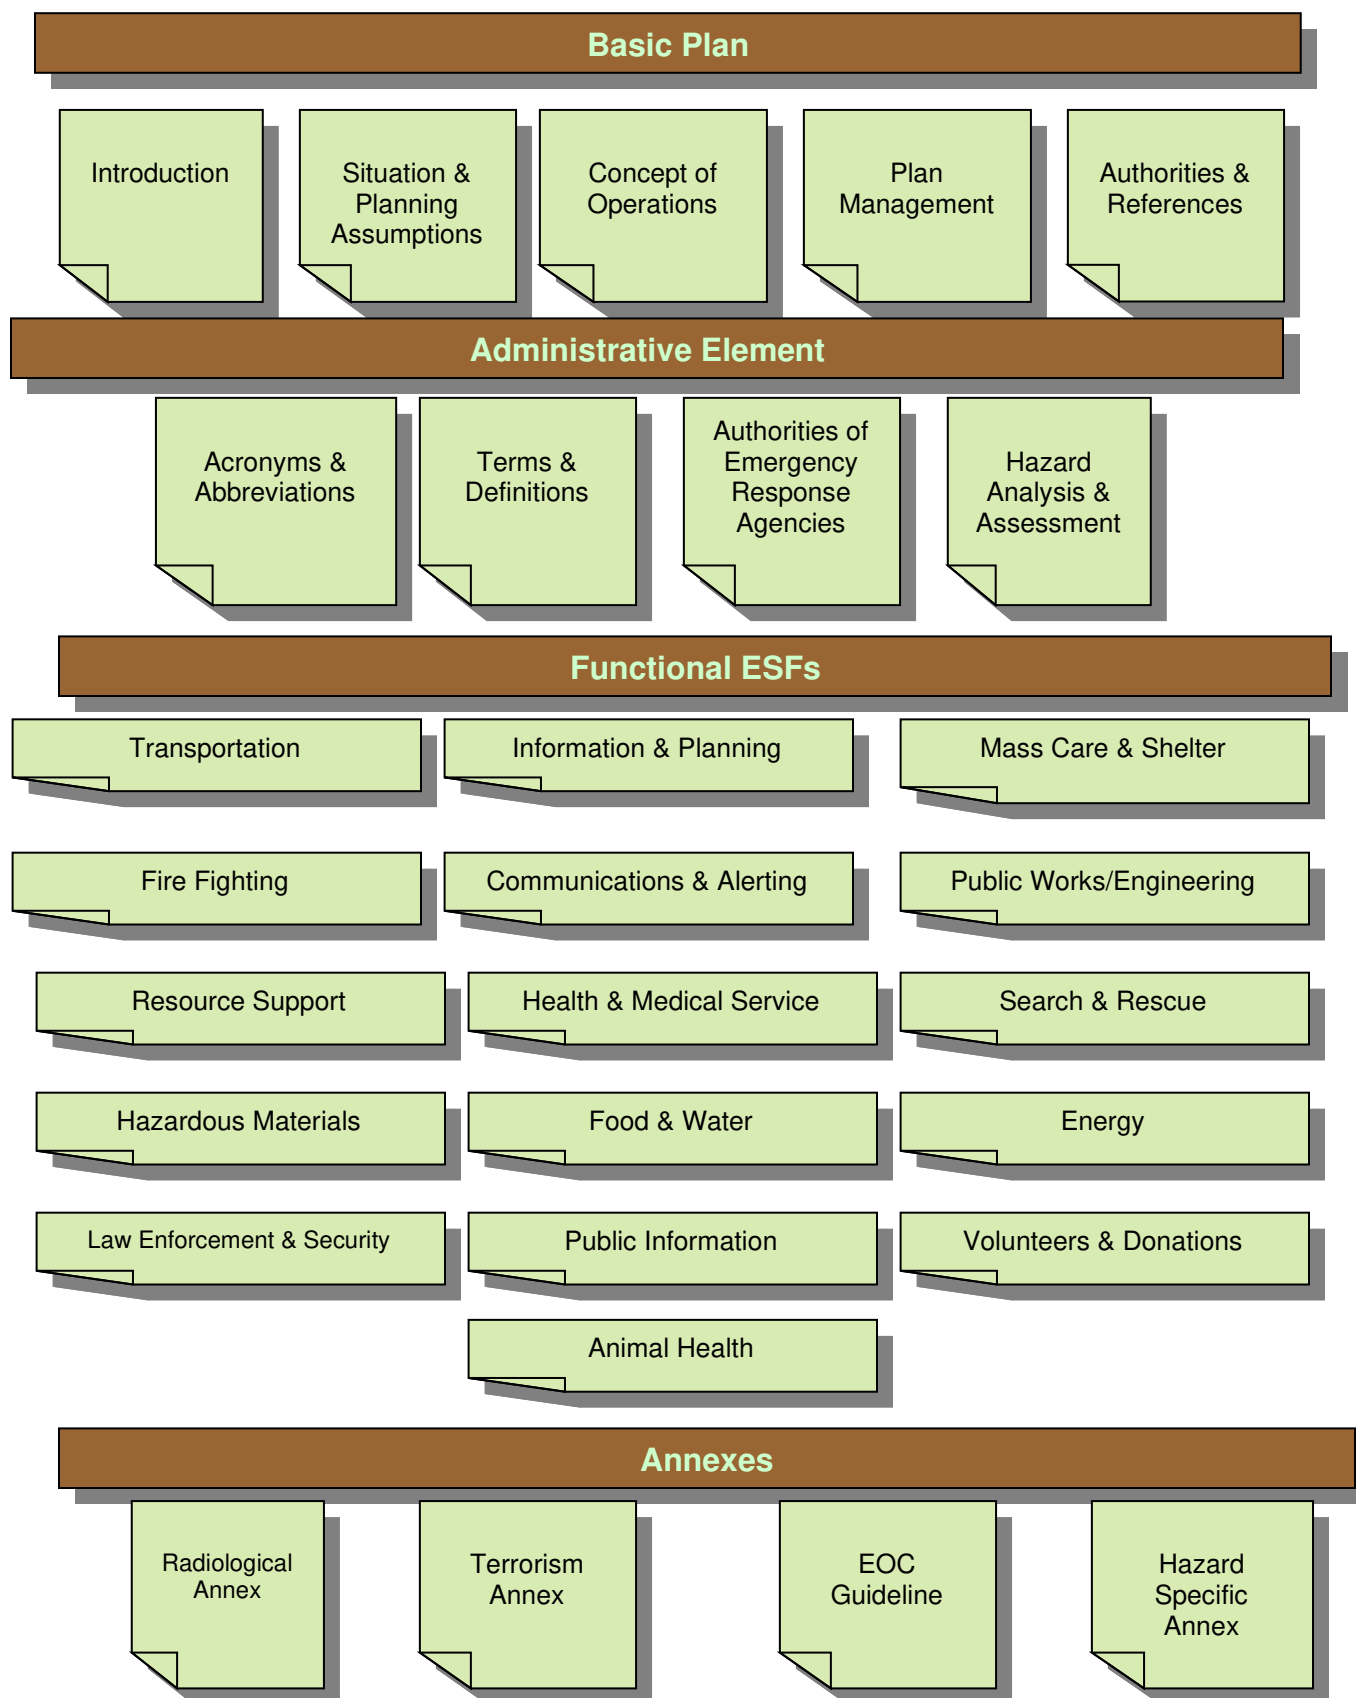 Basic Plan
Introduction
Situation &
Planning
Assumptions
Concept of
Operations
Plan
Management
Authorities &
References
Administrative Element
Acronyms &
Abbreviations
Terms &
Definitions
Authorities of
Emergency
Response
Agencies
Hazard
Analysis &
Assessment
Functional ESFs
Transportation
Information & Planning
Mass Care & Shelter
Fire Fighting
Communications & Alerting
Public Works/Engineering
Resource Support
Health & Medical Service
Search & Rescue
Hazardous Materials
Food & Water
Energy
Law Enforcement & Security
Public Information
Volunteers & Donations
Animal Health
Annexes
Radiological
Annex
Terrorism
Annex
EOC
Guideline
Hazard
Specific
Annex